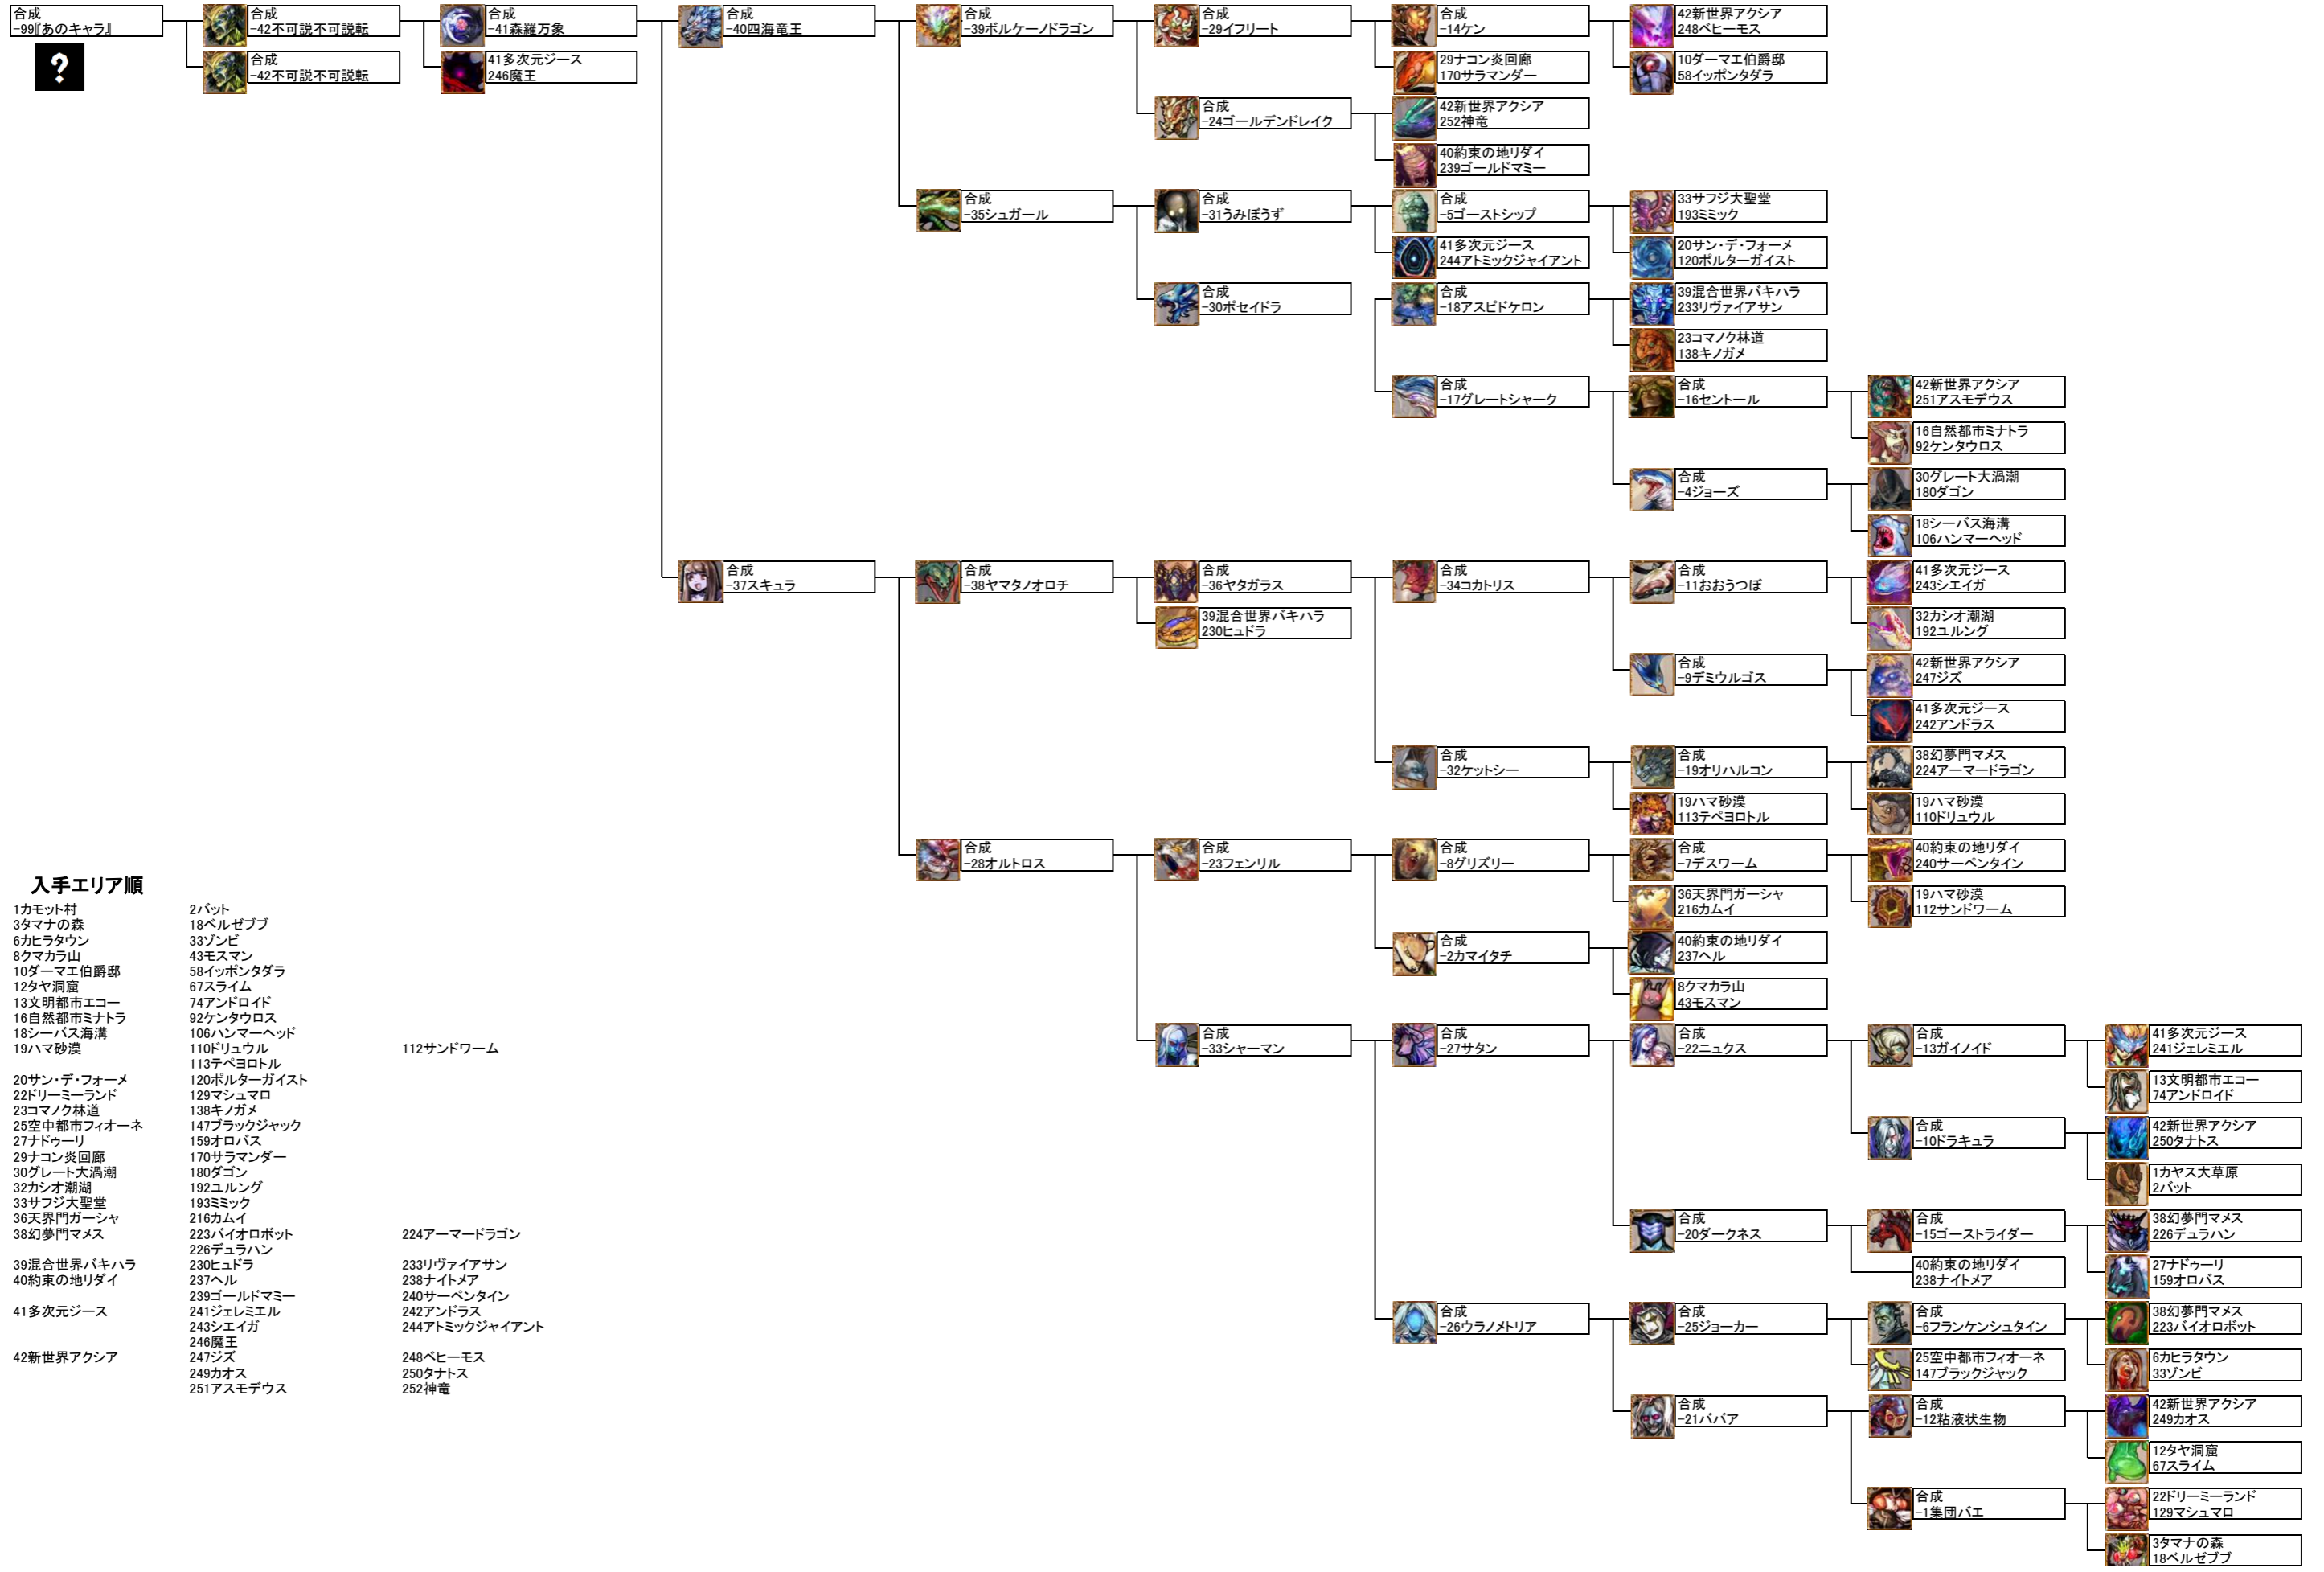 合成
-99『あのキャラ』
?
合成
-42不可説不可説転
合成
-42不可説不可説転
合成
-41森羅万象
41多次元ジース
246魔王
合成
-40四海竜王
合成
-39ボルケーノドラゴン
合成
-29イフリート
合成
-14ケン
42新世界アクシア
248ベヒーモス
10ダーマエ伯爵邸
58イッポンタダラ
29ナコン炎回廊
170サラマンダー
合成
-24ゴールデンドレイク
42新世界アクシア
252神竜
40約束の地リダイ
239ゴールドマミー
合成
-35シュガール
合成
-31うみぼうず
合成
-5ゴーストシップ
33サフジ大聖堂
193ミミック
20サン・デ・フォーメ
120ポルターガイスト
41多次元ジース
244アトミックジャイアント
合成
-30ポセイドラ
合成
-18アスピドケロン
39混合世界バキハラ
233リヴァイアサン
23コマノク林道
138キノガメ
合成
-17グレートシャーク
合成
-16セントール
42新世界アクシア
251アスモデウス
16自然都市ミナトラ
92ケンタウロス
合成
-4ジョーズ
30グレート大渦潮
180ダゴン
18シーバス海溝
106ハンマーヘッド
合成
-37スキュラ
合成
-38ヤマタノオロチ
合成
-36ヤタガラス
合成
-34コカトリス
合成
-11おおうつぼ
41多次元ジース
243シエイガ
32カシオ潮湖
192ユルング
39混合世界バキハラ
230ヒュドラ
合成
-9デミウルゴス
42新世界アクシア
247ジズ
41多次元ジース
242アンドラス
合成
-32ケットシー
合成
-19オリハルコン
38幻夢門マメス
224アーマードラゴン
19ハマ砂漠
110ドリュウル
19ハマ砂漠
113テペヨロトル
合成
-28オルトロス
合成
-23フェンリル
合成
-8グリズリー
合成
-7デスワーム
40約束の地リダイ
240サーペンタイン
19ハマ砂漠
112サンドワーム
36天界門ガーシャ
216カムイ
合成
-2カマイタチ
40約束の地リダイ
237ヘル
8クマカラ山
43モスマン
合成
-33シャーマン
合成
-27サタン
合成
-22ニュクス
合成
-13ガイノイド
41多次元ジース
241ジェレミエル
13文明都市エコー
74アンドロイド
合成
-10ドラキュラ
42新世界アクシア
250タナトス
1カヤス大草原
2バット
合成
-20ダークネス
合成
-15ゴーストライダー
38幻夢門マメス
226デュラハン
27ナドゥーリ
159オロバス
40約束の地リダイ
238ナイトメア
合成
-26ウラノメトリア
合成
-25ジョーカー
合成
-6フランケンシュタイン
38幻夢門マメス
223バイオロボット
6カヒラタウン
33ゾンビ
25空中都市フィオーネ
147ブラックジャック
合成
-21ババア
合成
-12粘液状生物
42新世界アクシア
249カオス
12タヤ洞窟
67スライム
合成
-1集団バエ
22ドリーミーランド
129マシュマロ
3タマナの森
18ベルゼブブ
入手エリア順
1カモット村 2バット
3タマナの森 18ベルゼブブ
6カヒラタウン 33ゾンビ
8クマカラ山 43モスマン
10ダーマエ伯爵邸 58イッポンタダラ
12タヤ洞窟 67スライム
13文明都市エコー 74アンドロイド
16自然都市ミナトラ 92ケンタウロス
18シーバス海溝 106ハンマーヘッド
19ハマ砂漠 110ドリュウル 112サンドワーム
113テペヨロトル
20サン・デ・フォーメ 120ポルターガイスト
22ドリーミーランド 129マシュマロ
23コマノク林道 138キノガメ
25空中都市フィオーネ 147ブラックジャック
27ナドゥーリ 159オロバス
29ナコン炎回廊 170サラマンダー
30グレート大渦潮 180ダゴン
32カシオ潮湖 192ユルング
33サフジ大聖堂 193ミミック
36天界門ガーシャ 216カムイ
38幻夢門マメス 223バイオロボット 224アーマードラゴン
226デュラハン
39混合世界バキハラ 230ヒュドラ 233リヴァイアサン
40約束の地リダイ 237ヘル 238ナイトメア
239ゴールドマミー 240サーペンタイン
41多次元ジース 241ジェレミエル 242アンドラス
243シエイガ 244アトミックジャイアント
246魔王
42新世界アクシア 247ジズ 248ベヒーモス
249カオス 250タナトス
251アスモデウス 252神竜